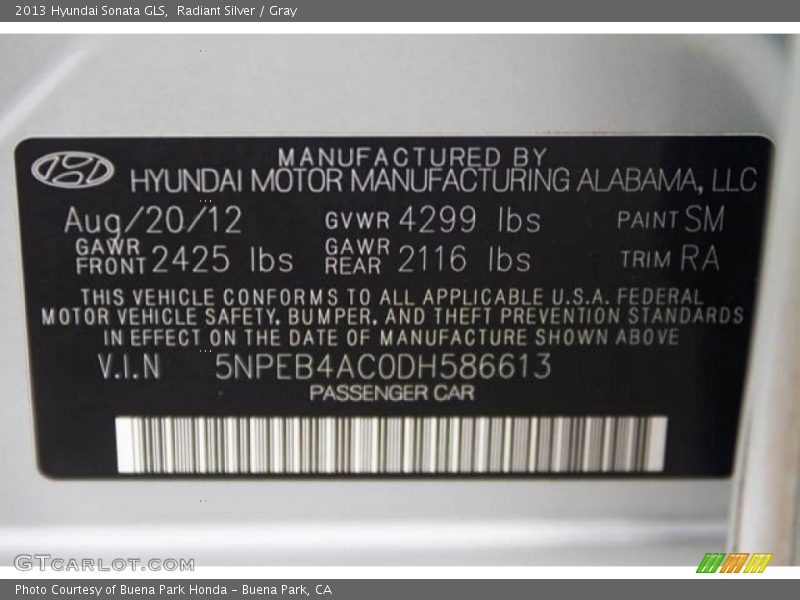 2013 Hyundai Sonata GLS, Radiant Silver / Gray
MANUFACTURED BY
HYUNDAI MOTOR MANUFACTURING ALABAMA, LLC
Aug/20/12 GVWR 4299 lbs PAINT SM
GAWR FRONT 2425 lbs GAWR REAR 2116 lbs TRIM RA
THIS VEHICLE CONFORMS TO ALL APPLICABLE U.S.A. FEDERAL
MOTOR VEHICLE SAFETY, BUMPER, AND THEFT PREVENTION STANDARDS
IN EFFECT ON THE DATE OF MANUFACTURE SHOWN ABOVE
V.I.N 5NPEB4AC0DH586613
PASSENGER CAR
GTCARLOT.COM
Photo Courtesy of Buena Park Honda - Buena Park, CA